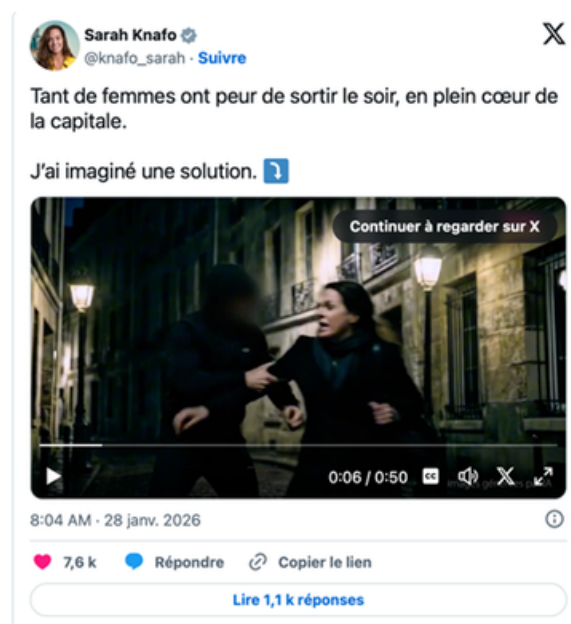 Sarah Knafo
@knafo_sarah · Suivre
Tant de femmes ont peur de sortir le soir, en plein cœur de
la capitale.
J'ai imaginé une solution. ⤵️
Continuer à regarder sur X
0:06 / 0:50 CC
8:04 AM · 28 janv. 2026
7,6 k Répondre Copier le lien
Lire 1,1 k réponses